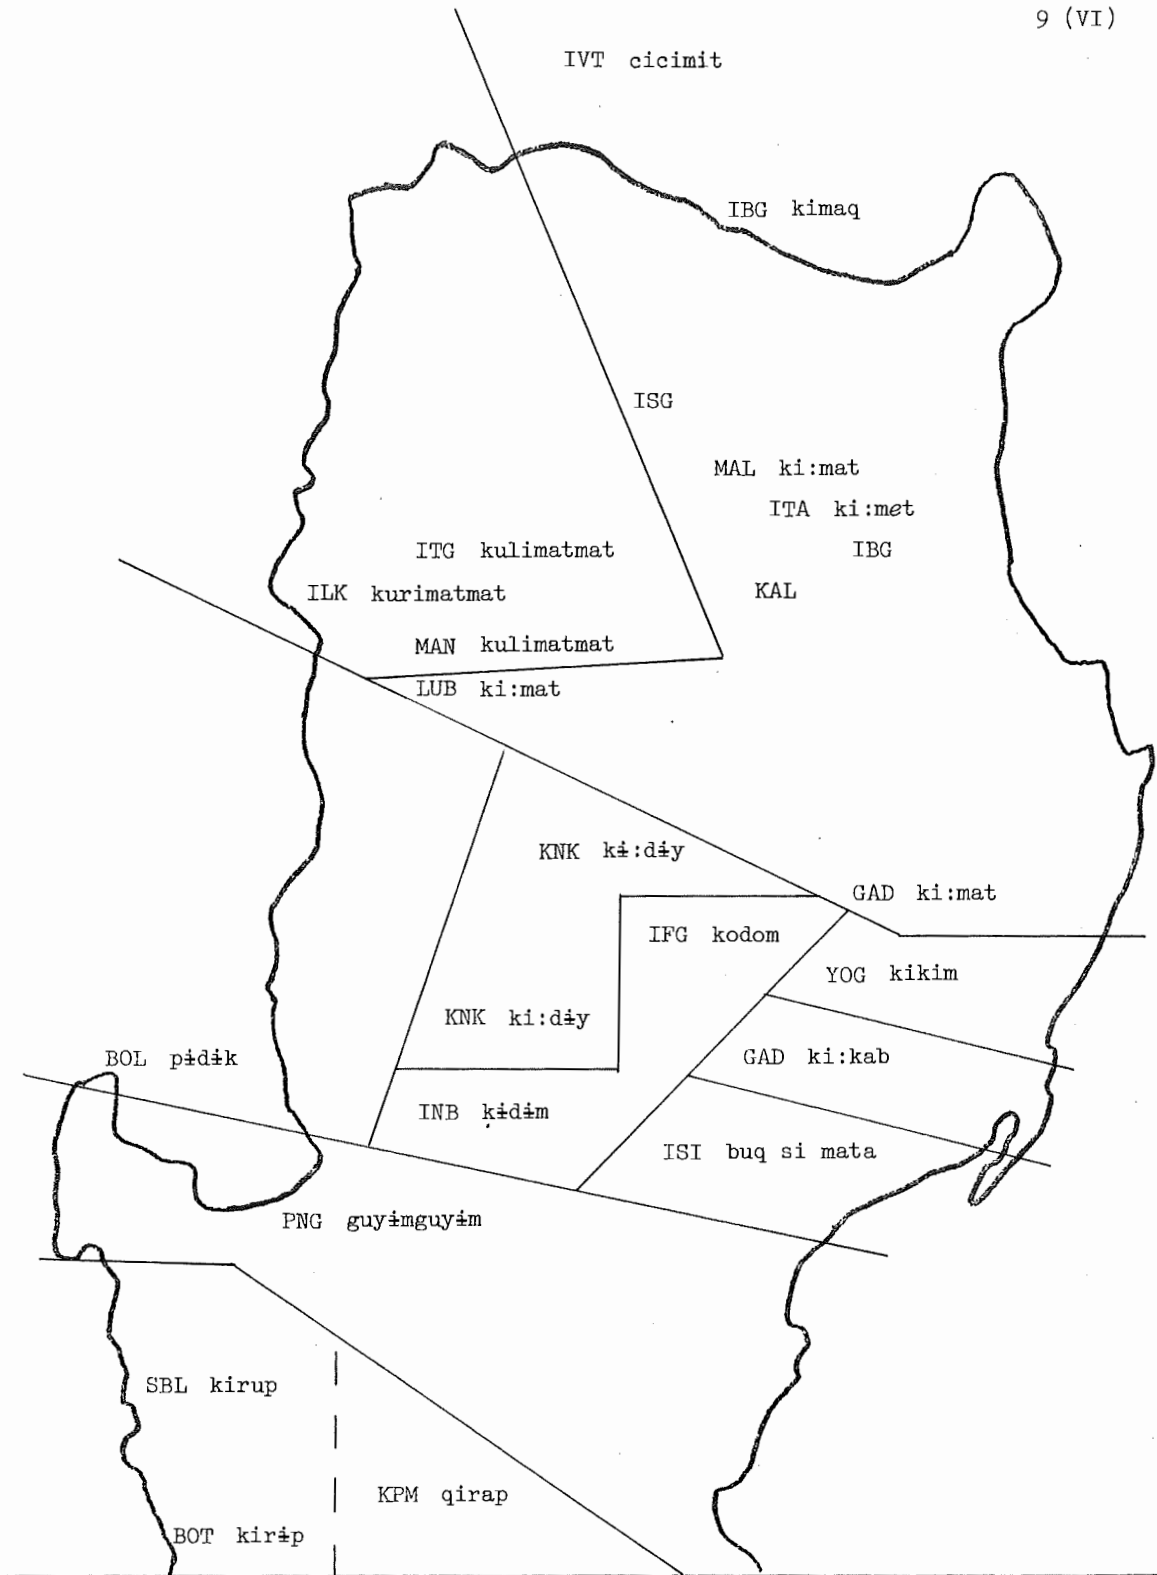 9 (VI)
IVT cicimit
IBG kimaq
ISG
MAL ki:mat
ITA ki:met
ITG kulimatmat
IBG
ILK kurimatmat
KAL
MAN kulimatmat
LUB ki:mat
KNK kɨ:dɨy
GAD ki:mat
IFG kodom
YOG kikim
KNK ki:dɨy
GAD ki:kab
BOL pɨdɨk
INB kɨdɨm
ISI buq si mata
PNG guyɨmguyɨm
SBL kirup
KPM qirap
BOT kirɨp